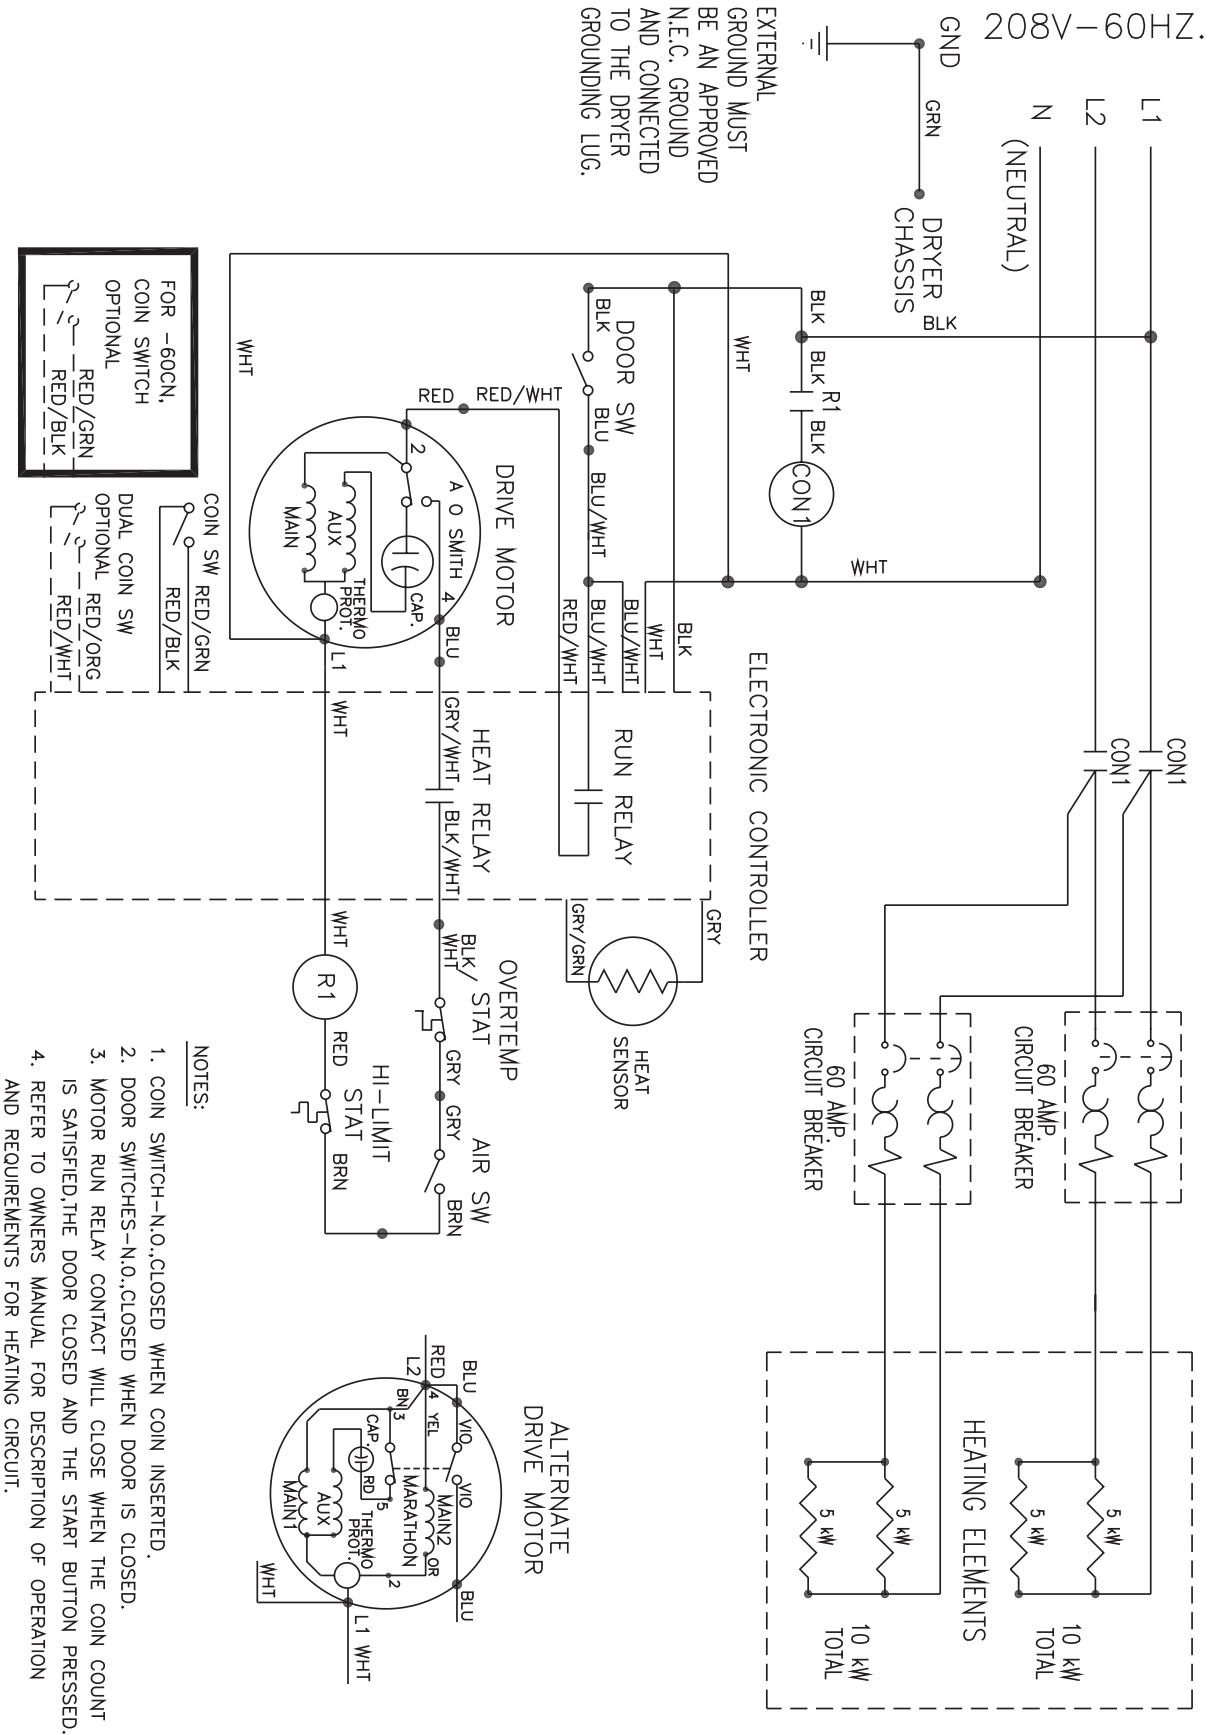 208V-60HZ.
L1
L2
N
(NEUTRAL)
GND
GRN
DRYER
CHASSIS
EXTERNAL
GROUND MUST
BE AN APPROVED
N.E.C. GROUND
AND CONNECTED
TO THE DRYER
GROUNDING LUG.
BLK
BLK
BLK
R1
BLK
CON1
WHT
WHT
WHT
BLK
DOOR SW
BLU
BLU/WHT
RED
RED/WHT
DRIVE MOTOR
2
A O SMITH
4
CAP.
AUX
MAIN
THERMO
PROT.
L1
BLU
BLK
WHT
BLU/WHT
BLU/WHT
RED/WHT
FOR -60CN,
COIN SWITCH
OPTIONAL
RED/GRN
RED/BLK
COIN SW
RED/GRN
RED/BLK
DUAL COIN SW
OPTIONAL
RED/ORG
RED/WHT
ELECTRONIC CONTROLLER
RUN RELAY
HEAT RELAY
GRY/WHT
BLK/WHT
WHT
WHT
GRY
GRY/GRN
HEAT
SENSOR
OVERTEMP
STAT
BLK/
WHT
GRY
GRY
AIR SW
BRN
R1
RED
HI-LIMIT
STAT
BRN
CON1
CON1
60 AMP.
CIRCUIT BREAKER
60 AMP.
CIRCUIT BREAKER
HEATING ELEMENTS
5 kW
5 kW
10 kW
TOTAL
5 kW
5 kW
10 kW
TOTAL
ALTERNATE
DRIVE MOTOR
BLU
RED
L2
4
VIO
VIO
YEL
BN
3
CAP.
RD
5
MARATHON
MAIN2
OR
AUX
MAIN1
THERMO
PROT.
2
BLU
L1 WHT
WHT
NOTES:
1. COIN SWITCH-N.O.,CLOSED WHEN COIN INSERTED.
2. DOOR SWITCHES-N.O.,CLOSED WHEN DOOR IS CLOSED.
3. MOTOR RUN RELAY CONTACT WILL CLOSE WHEN THE COIN COUNT
IS SATISFIED,THE DOOR CLOSED AND THE START BUTTON PRESSED.
4. REFER TO OWNERS MANUAL FOR DESCRIPTION OF OPERATION
AND REQUIREMENTS FOR HEATING CIRCUIT.